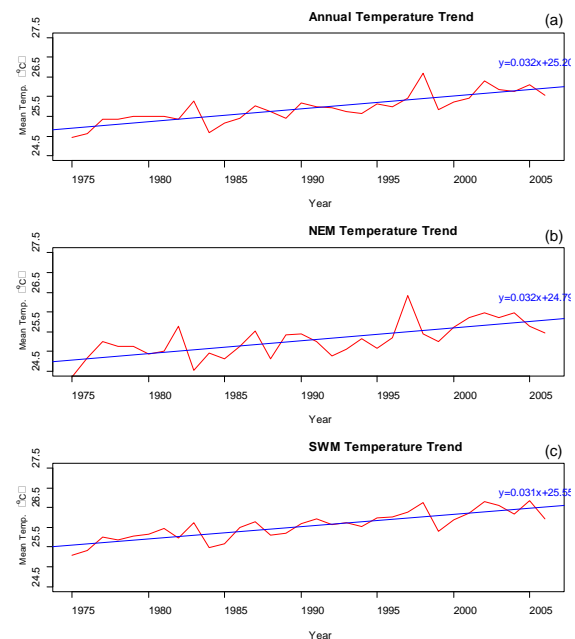 Annual Temperature Trend
(a)
27.5
26.5
25.5
24.5
Mean Temp. □⁰C□
y=0.032x+25.20
1975 1980 1985 1990 1995 2000 2005
Year
NEM Temperature Trend
(b)
27.5
26.5
25.5
24.5
Mean Temp. □⁰C□
y=0.032x+24.79
1975 1980 1985 1990 1995 2000 2005
Year
SWM Temperature Trend
(c)
27.5
26.5
25.5
24.5
Mean Temp. □⁰C□
y=0.031x+25.55
1975 1980 1985 1990 1995 2000 2005
Year